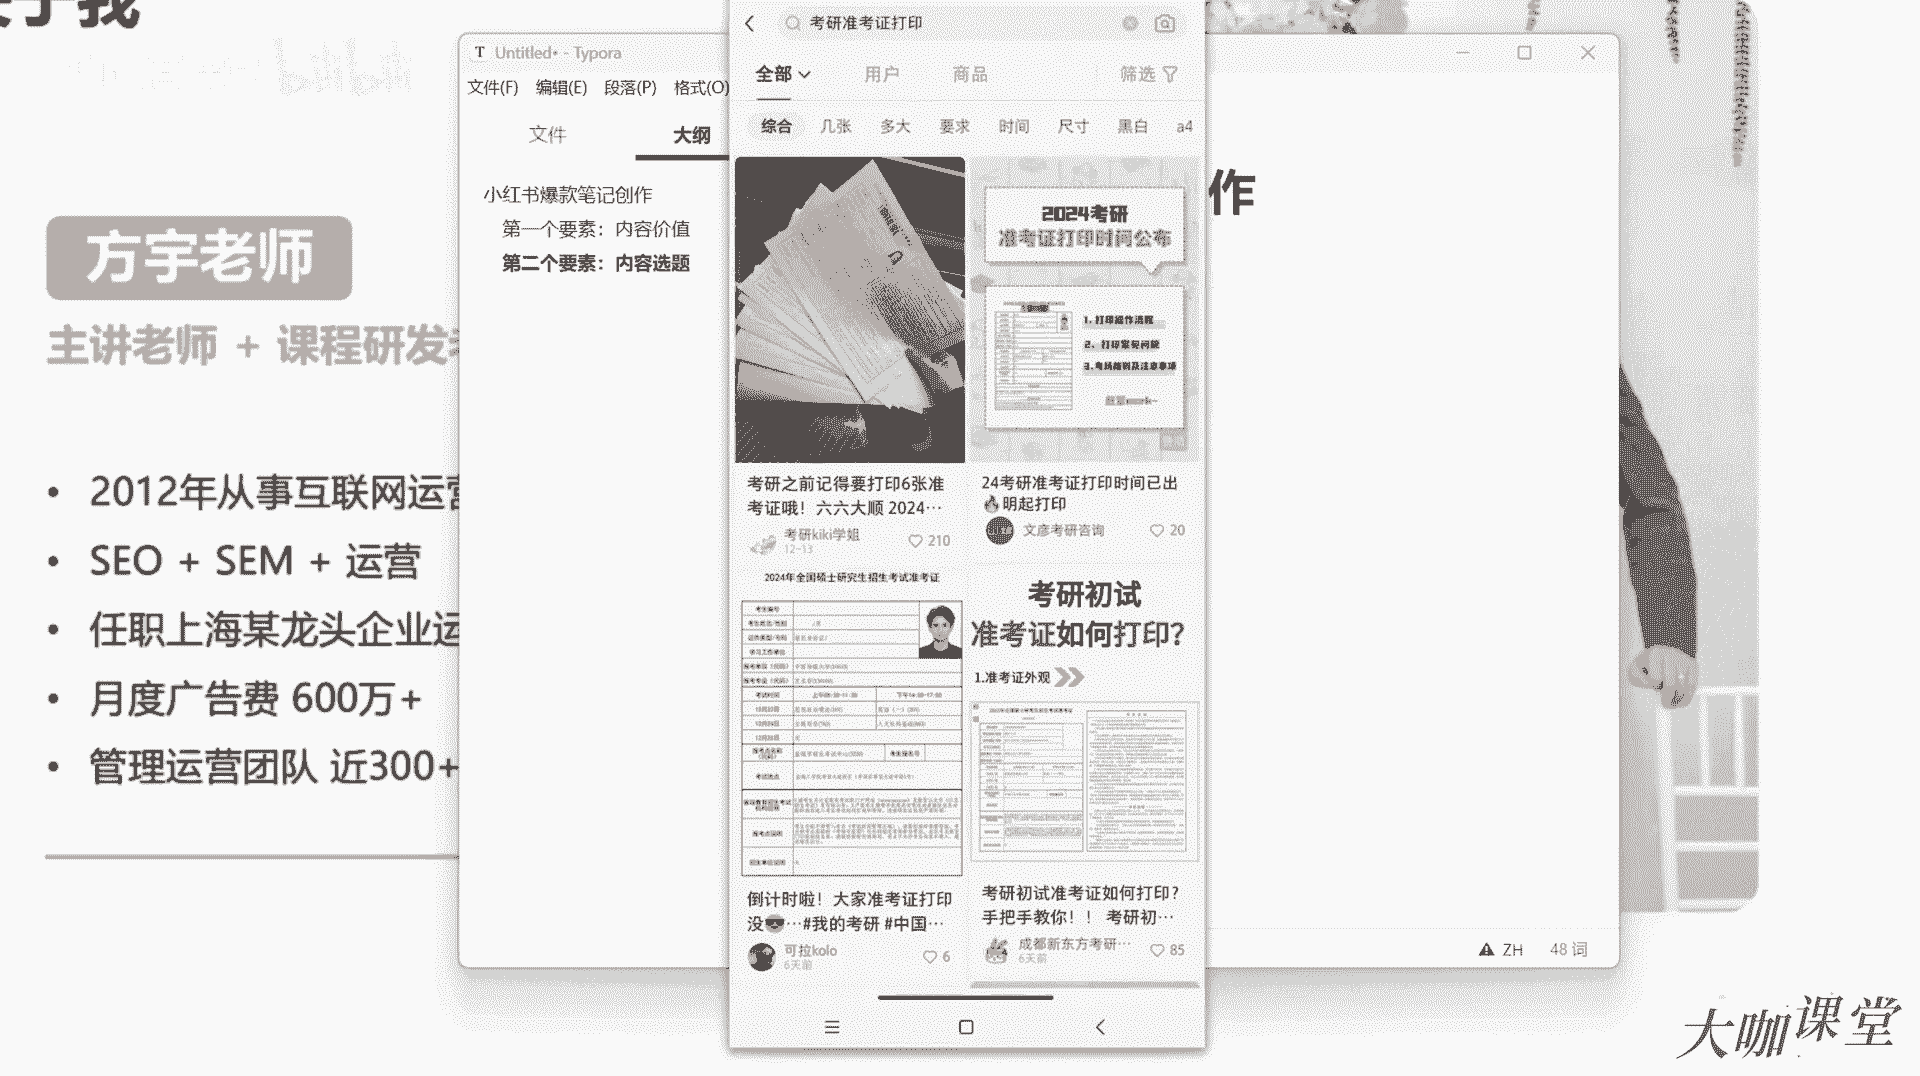 于我
方宇老师
主讲老师 + 课程研发
• 2012年从事互联网运营
• SEO + SEM + 运营
• 任职上海某龙头企业运
• 月度广告费 600万+
• 管理运营团队 近300+
Untitled• - Typora
文件(F) 编辑(E) 段落(P) 格式(O)
文件 大纲
小红书爆款笔记创作
第一个要素：内容价值
第二个要素：内容选题
作
考研准考证打印
全部 用户 商品 筛选
综合 几张 多大 要求 时间 尺寸 黑白 a4
2024考研
准考证打印时间公布
1.打印操作流程
2、打印常见问题
3.考场规则及注意事项
考研之前记得要打印6张准
考证哦！六六大顺 2024…
考研kiki学姐
12-13
210
24考研准考证打印时间已出
🔥明起打印
文彦考研咨询
20
2024年全国硕士研究生招生考试准考证
考生编号
考试时间
考试地点
倒计时啦！大家准考证打印
没😎…#我的考研 #中国…
可拉kolo
6天前
6
考研初试
准考证如何打印?
1.准考证外观
考研初试准考证如何打印?
手把手教你！！ 考研初…
成都新东方考研…
6天前
85
ZH 48 词
大咖课堂